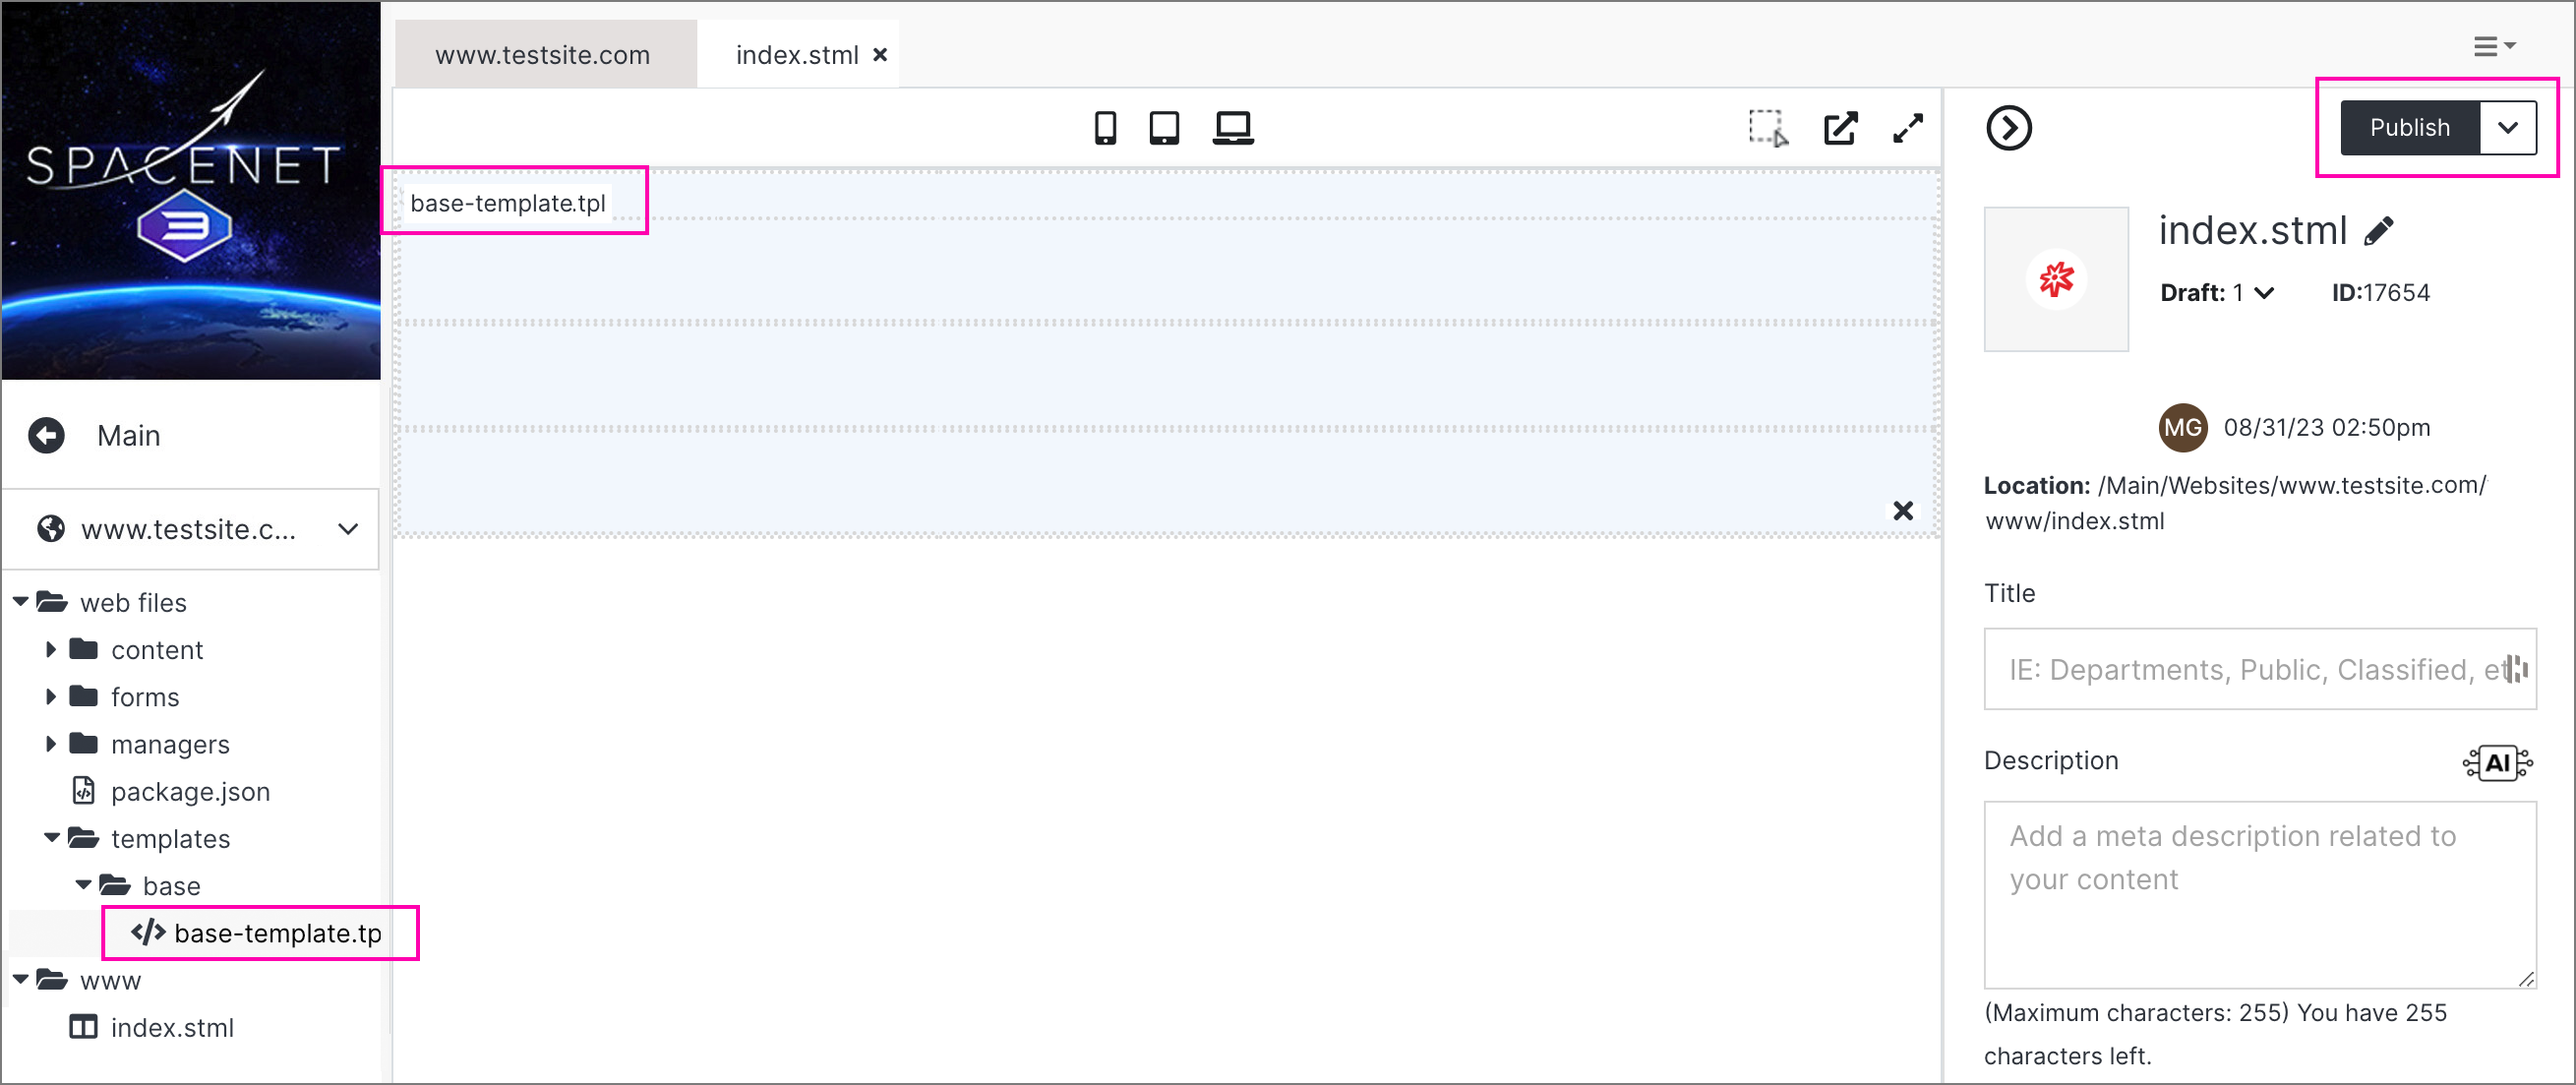 SPACENET
3
Main
www.testsite.c...
web files
content
forms
managers
package.json
templates
base
base-template.tp
www
index.stml
www.testsite.com
index.stml
base-template.tpl
Publish
index.stml
Draft: 1
ID:17654
MG
08/31/23 02:50pm
Location: /Main/Websites/www.testsite.com/
www/index.stml
Title
IE: Departments, Public, Classified, et
Description
AI
Add a meta description related to
your content
(Maximum characters: 255) You have 255
characters left.